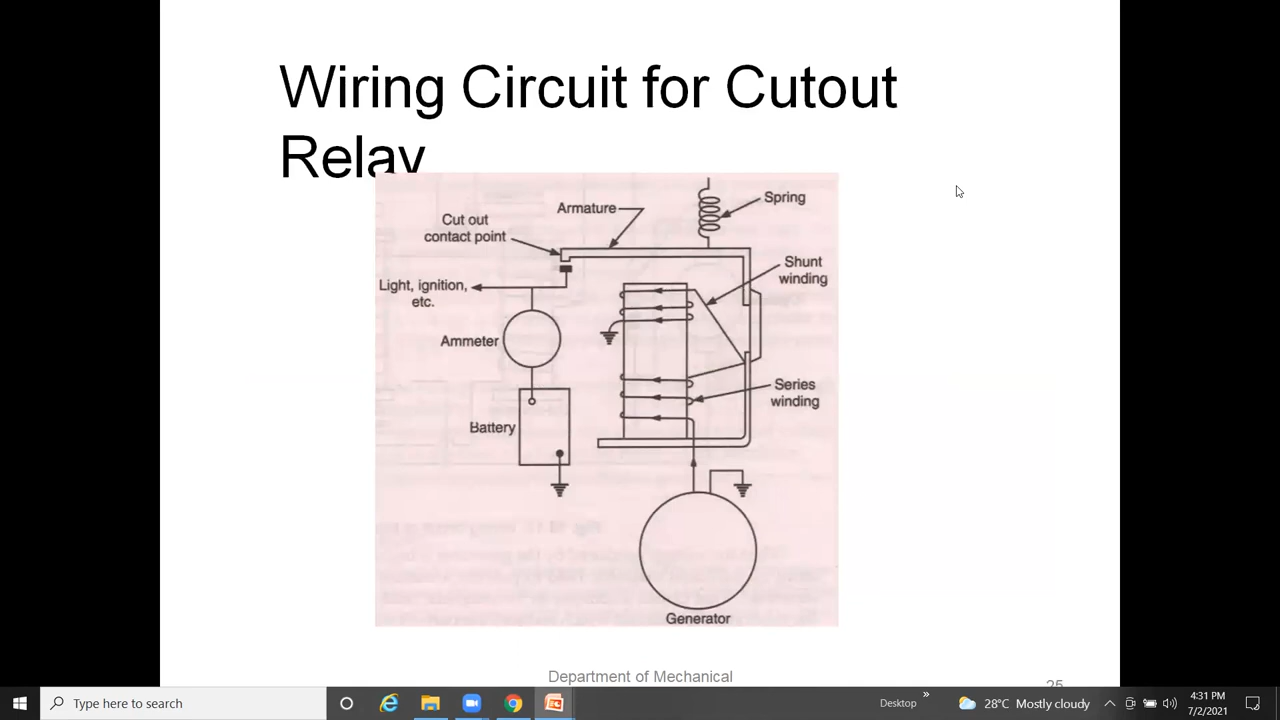 Wiring Circuit for Cutout
Relay
Spring
Armature
Cut out
contact point
Shunt
winding
Light, ignition,
etc.
Ammeter
Series
winding
Battery
Generator
Department of Mechanical
25
Type here to search
Desktop
28°C Mostly cloudy
4:31 PM
7/2/2021